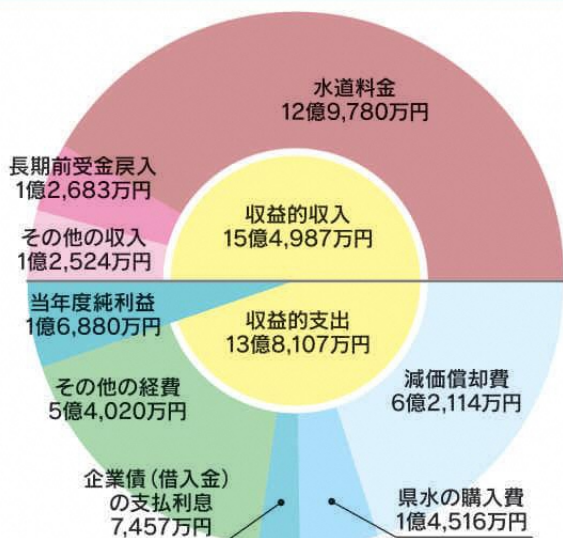 水道料金
12億9,780万円
長期前受金戻入
1億2,683万円
その他の収入
1億2,524万円
収益的収入
15億4,987万円
当年度純利益
1億6,880万円
収益的支出
13億8,107万円
その他の経費
5億4,020万円
減価償却費
6億2,114万円
企業債(借入金)
の支払利息
7,457万円
県水の購入費
1億4,516万円